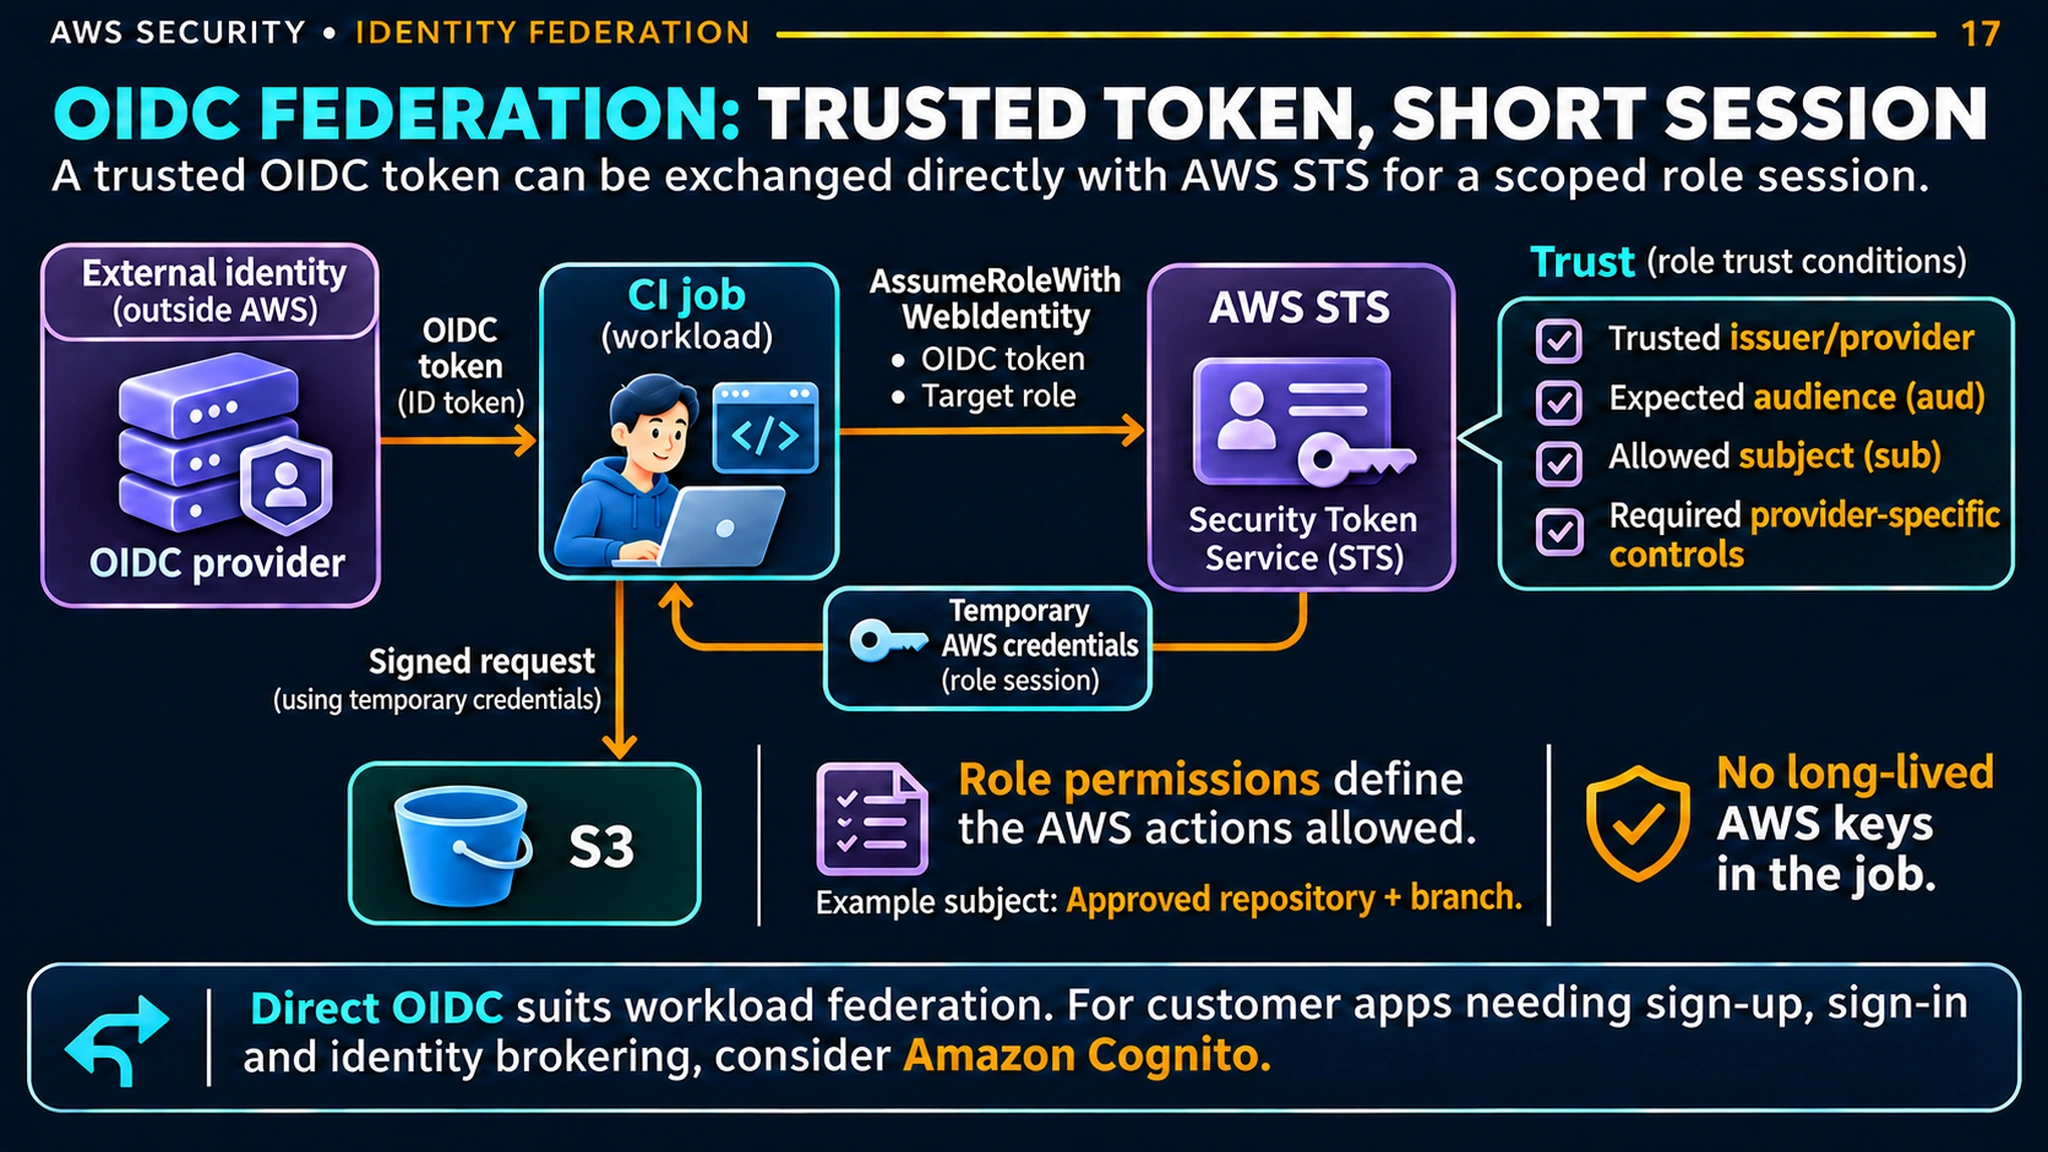 AWS SECURITY • IDENTITY FEDERATION
17
OIDC FEDERATION: TRUSTED TOKEN, SHORT SESSION
A trusted OIDC token can be exchanged directly with AWS STS for a scoped role session.
External identity
(outside AWS)
OIDC provider
OIDC
token
(ID token)
CI job
(workload)
</>
AssumeRoleWith
WebIdentity
• OIDC token
• Target role
AWS STS
Security Token
Service (STS)
Trust (role trust conditions)
Trusted issuer/provider
Expected audience (aud)
Allowed subject (sub)
Required provider-specific
controls
Temporary
AWS credentials
(role session)
Signed request
(using temporary credentials)
S3
Role permissions define
the AWS actions allowed.
Example subject: Approved repository + branch.
No long-lived
AWS keys
in the job.
Direct OIDC suits workload federation. For customer apps needing sign-up, sign-in
and identity brokering, consider Amazon Cognito.